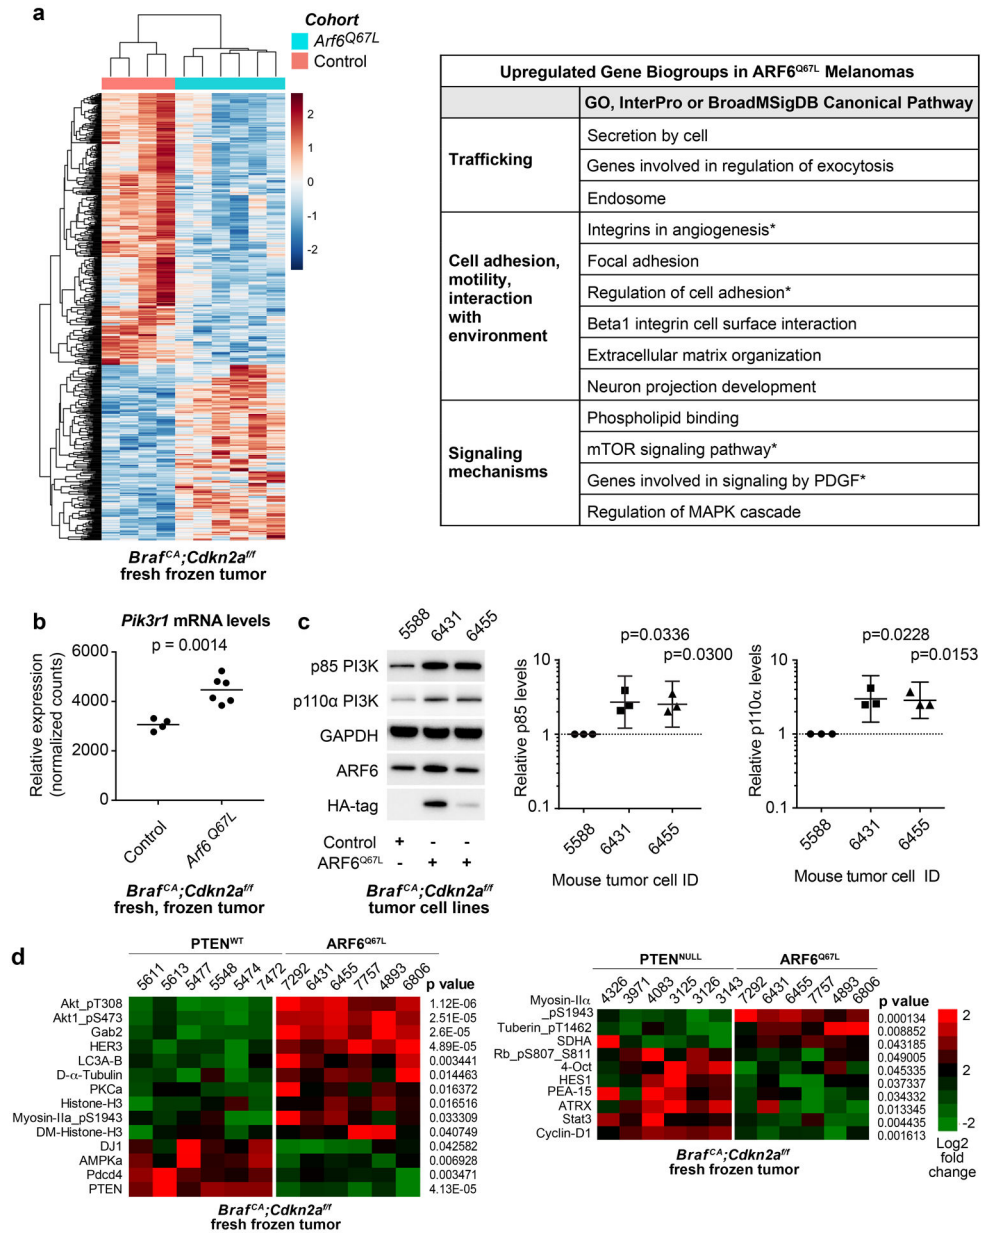 a
Cohort
Arf6Q67L
Control
2
1
0
-1
-2
BrafCA;Cdkn2af/f
fresh frozen tumor
Upregulated Gene Biogroups in ARF6Q67L Melanomas
GO, InterPro or BroadMSigDB Canonical Pathway
Trafficking
Secretion by cell
Genes involved in regulation of exocytosis
Endosome
Cell adhesion,
motility,
interaction
with
environment
Integrins in angiogenesis*
Focal adhesion
Regulation of cell adhesion*
Beta1 integrin cell surface interaction
Extracellular matrix organization
Neuron projection development
Signaling
mechanisms
Phospholipid binding
mTOR signaling pathway*
Genes involved in signaling by PDGF*
Regulation of MAPK cascade
b
Pik3r1 mRNA levels
p = 0.0014
Relative expression
(normalized counts)
6000
4000
2000
0
Control
Arf6 Q67L
BrafCA;Cdkn2af/f
fresh, frozen tumor
c
5588 6431 6455
p85 PI3K
p110α PI3K
GAPDH
ARF6
HA-tag
Control + - -
ARF6Q67L - + +
BrafCA;Cdkn2af/f
tumor cell lines
p=0.0336
p=0.0300
Relative p85 levels
10
1
0.1
5588 6431 6455
Mouse tumor cell ID
p=0.0228
p=0.0153
Relative p110α levels
10
1
0.1
5588 6431 6455
Mouse tumor cell ID
d
PTENWT ARF6Q67L
5611 5613 5477 5548 5474 7472 7292 6431 6455 7757 4893 6806
p value
Akt_pT308 1.12E-06
Akt1_pS473 2.51E-05
Gab2 2.6E-05
HER3 4.89E-05
LC3A-B 0.003441
D-α-Tubulin 0.014463
PKCa 0.016372
Histone-H3 0.016516
Myosin-IIa_pS1943 0.033309
DM-Histone-H3 0.040749
DJ1 0.042582
AMPKa 0.006928
Pdcd4 0.003471
PTEN 4.13E-05
BrafCA;Cdkn2af/f
fresh frozen tumor
PTENNULL ARF6Q67L
4326 3971 4083 3125 3126 3143 7292 6431 6455 7757 4893 6806
p value
Myosin-IIα
_pS1943 0.000134
Tuberin_pT1462 0.008852
SDHA 0.043185
Rb_pS807_S811 0.049005
4-Oct 0.045335
HES1 0.037337
PEA-15 0.034332
ATRX 0.013345
Stat3 0.004435
Cyclin-D1 0.001613
BrafCA;Cdkn2af/f
fresh frozen tumor
2
2
-2
Log2
fold
change